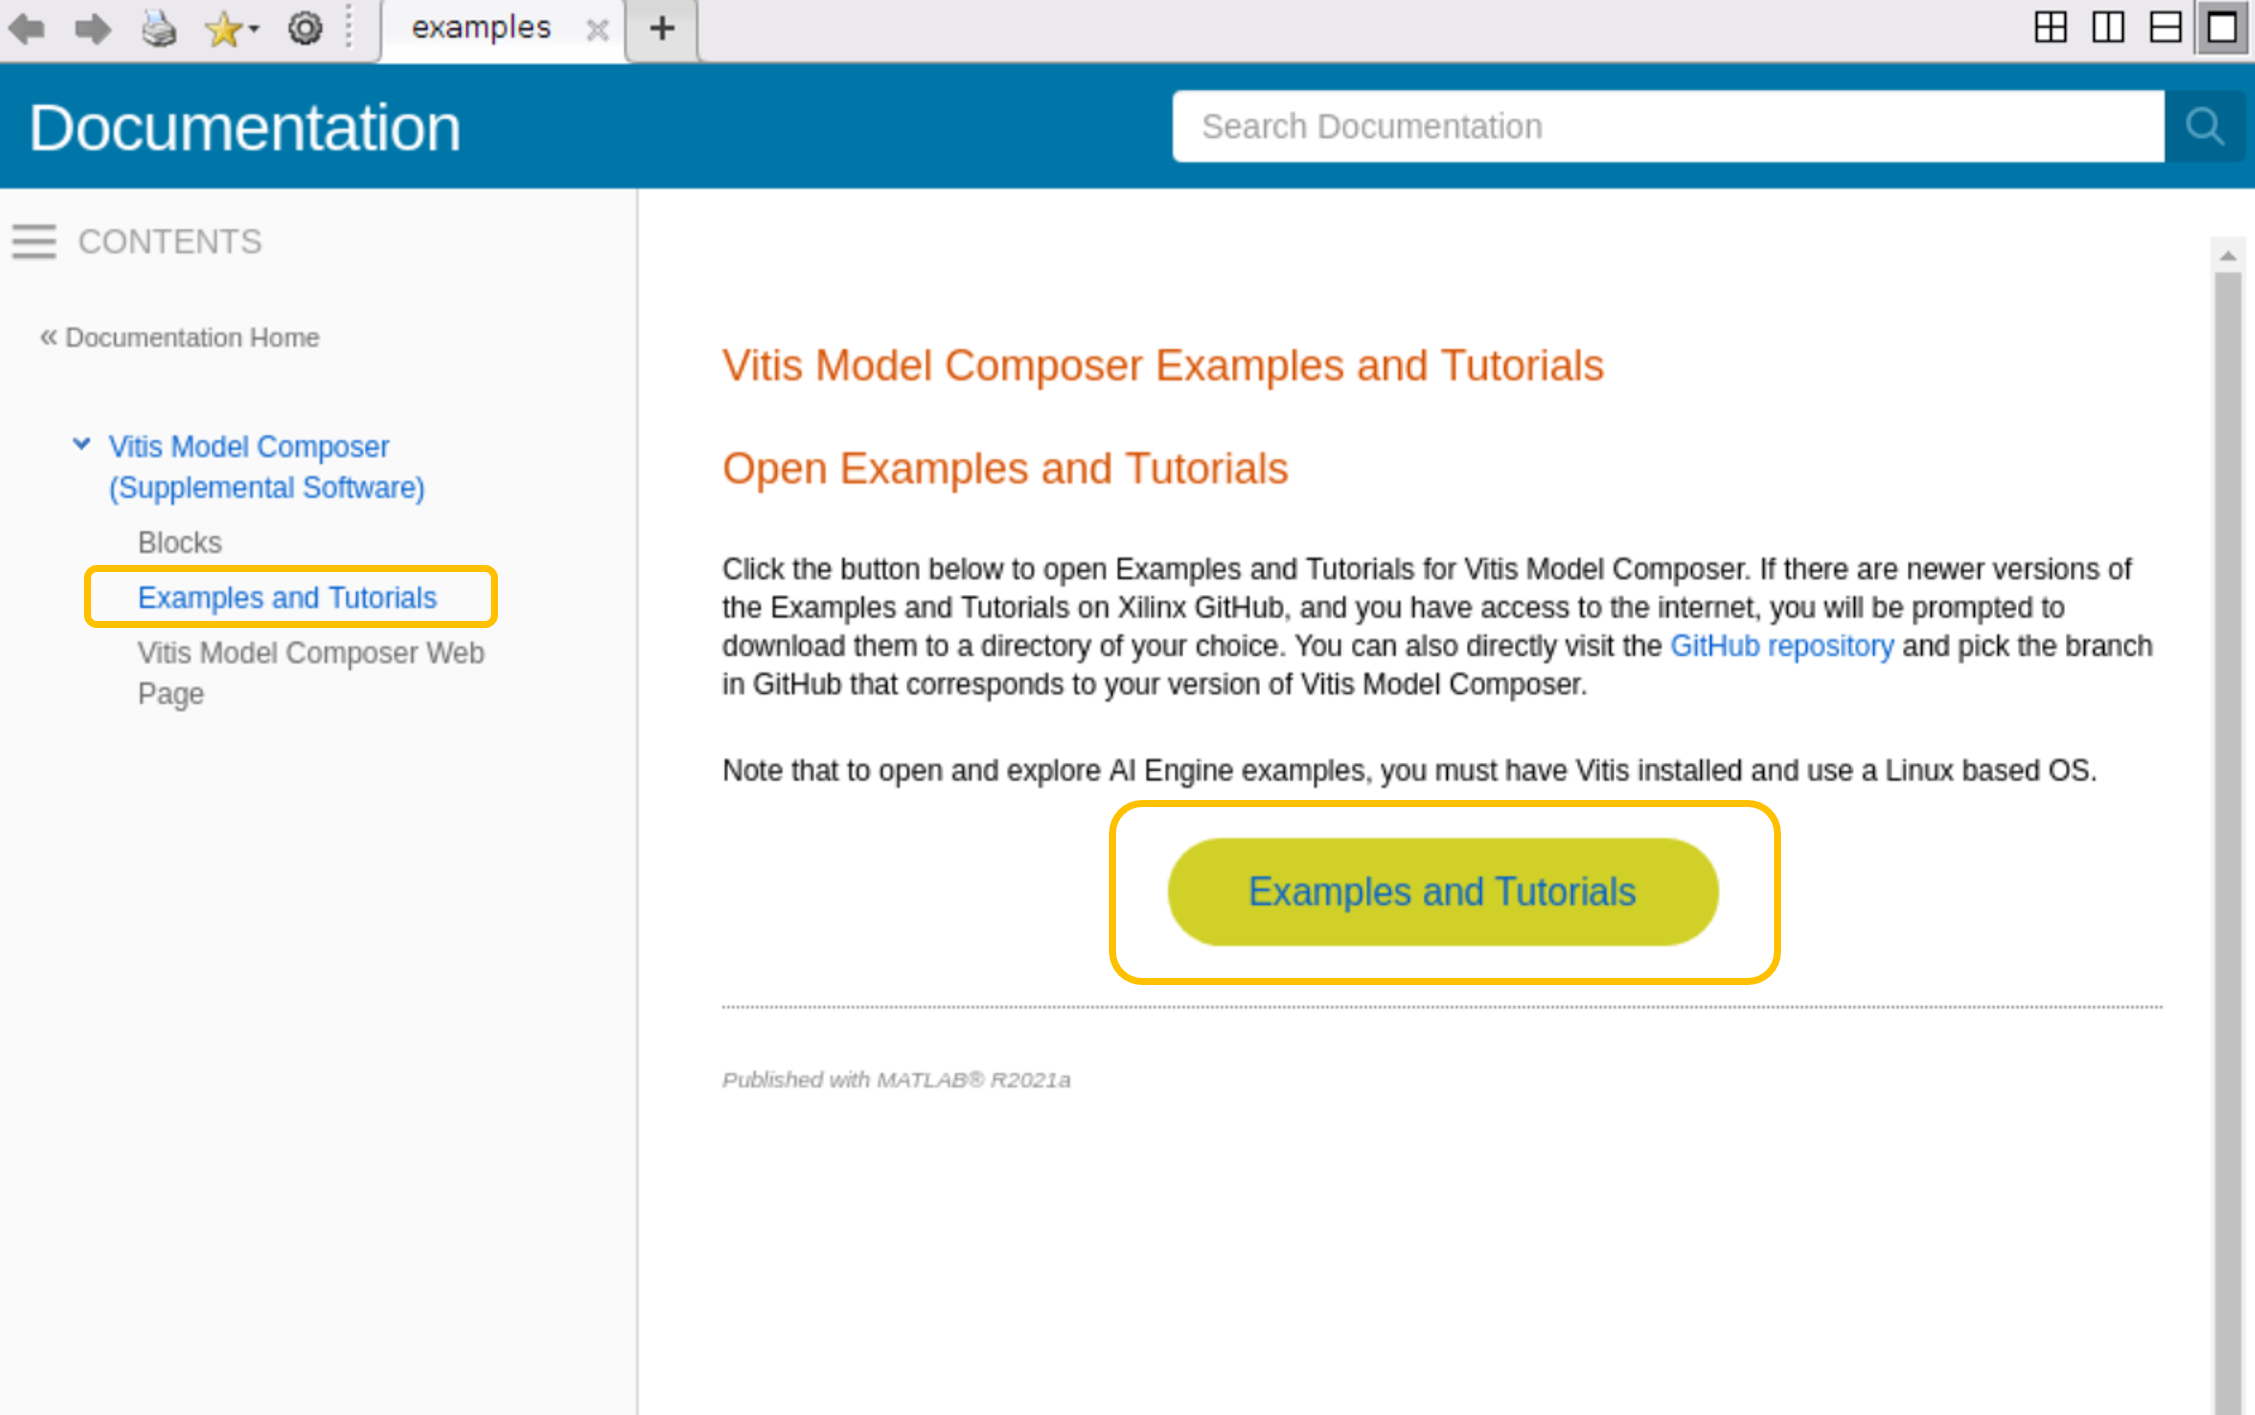 examples
Documentation
Search Documentation
CONTENTS
« Documentation Home
Vitis Model Composer
(Supplemental Software)
Blocks
Examples and Tutorials
Vitis Model Composer Web
Page
Vitis Model Composer Examples and Tutorials
Open Examples and Tutorials
Click the button below to open Examples and Tutorials for Vitis Model Composer. If there are newer versions of
the Examples and Tutorials on Xilinx GitHub, and you have access to the internet, you will be prompted to
download them to a directory of your choice. You can also directly visit the GitHub repository and pick the branch
in GitHub that corresponds to your version of Vitis Model Composer.
Note that to open and explore AI Engine examples, you must have Vitis installed and use a Linux based OS.
Examples and Tutorials
Published with MATLAB® R2021a